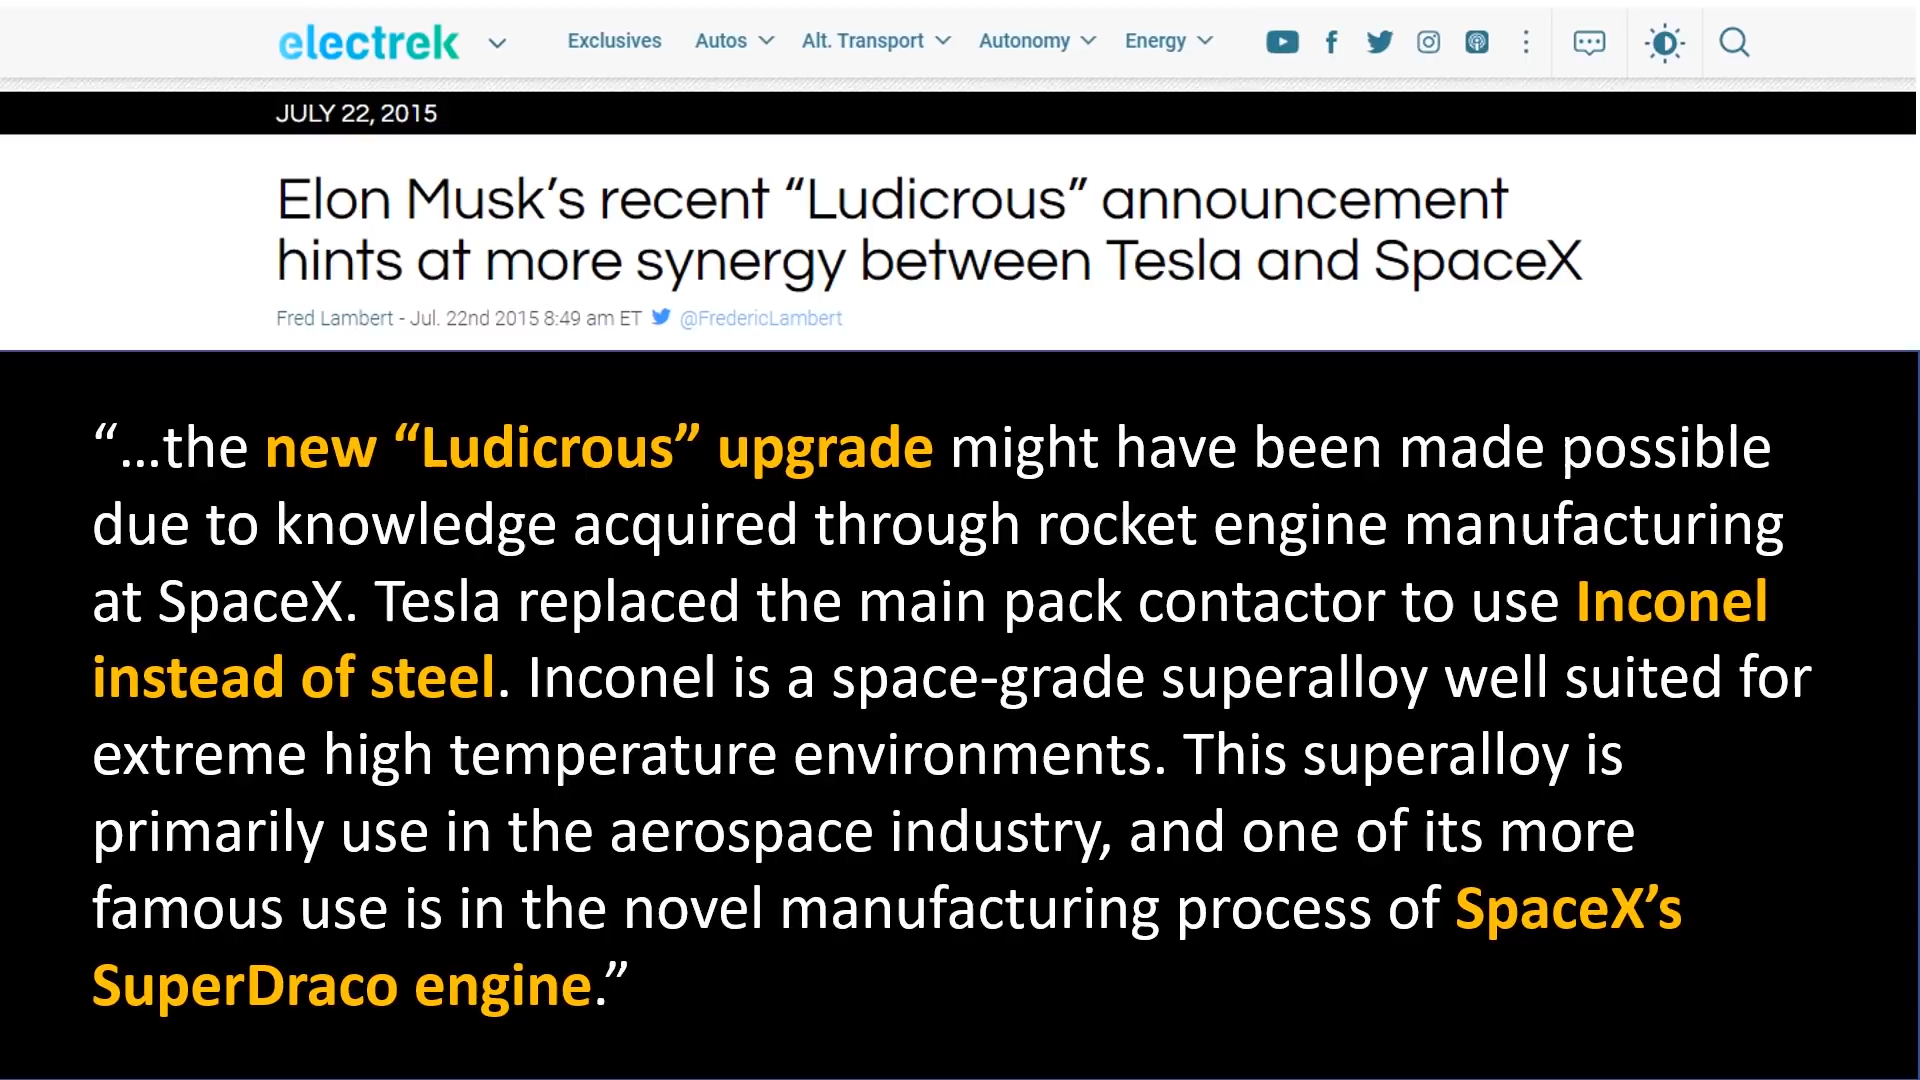 electrek Exclusives Autos Alt. Transport Autonomy Energy
JULY 22, 2015
Elon Musk’s recent “Ludicrous” announcement
hints at more synergy between Tesla and SpaceX
Fred Lambert - Jul. 22nd 2015 8:49 am ET @FredericLambert
“...the new “Ludicrous” upgrade might have been made possible
due to knowledge acquired through rocket engine manufacturing
at SpaceX. Tesla replaced the main pack contactor to use Inconel
instead of steel. Inconel is a space-grade superalloy well suited for
extreme high temperature environments. This superalloy is
primarily use in the aerospace industry, and one of its more
famous use is in the novel manufacturing process of SpaceX’s
SuperDraco engine.”